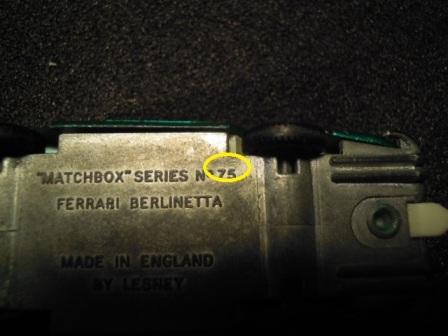 "MATCHBOX" SERIES No 75
FERRARI BERLINETTA
MADE IN ENGLAND
BY LESNEY